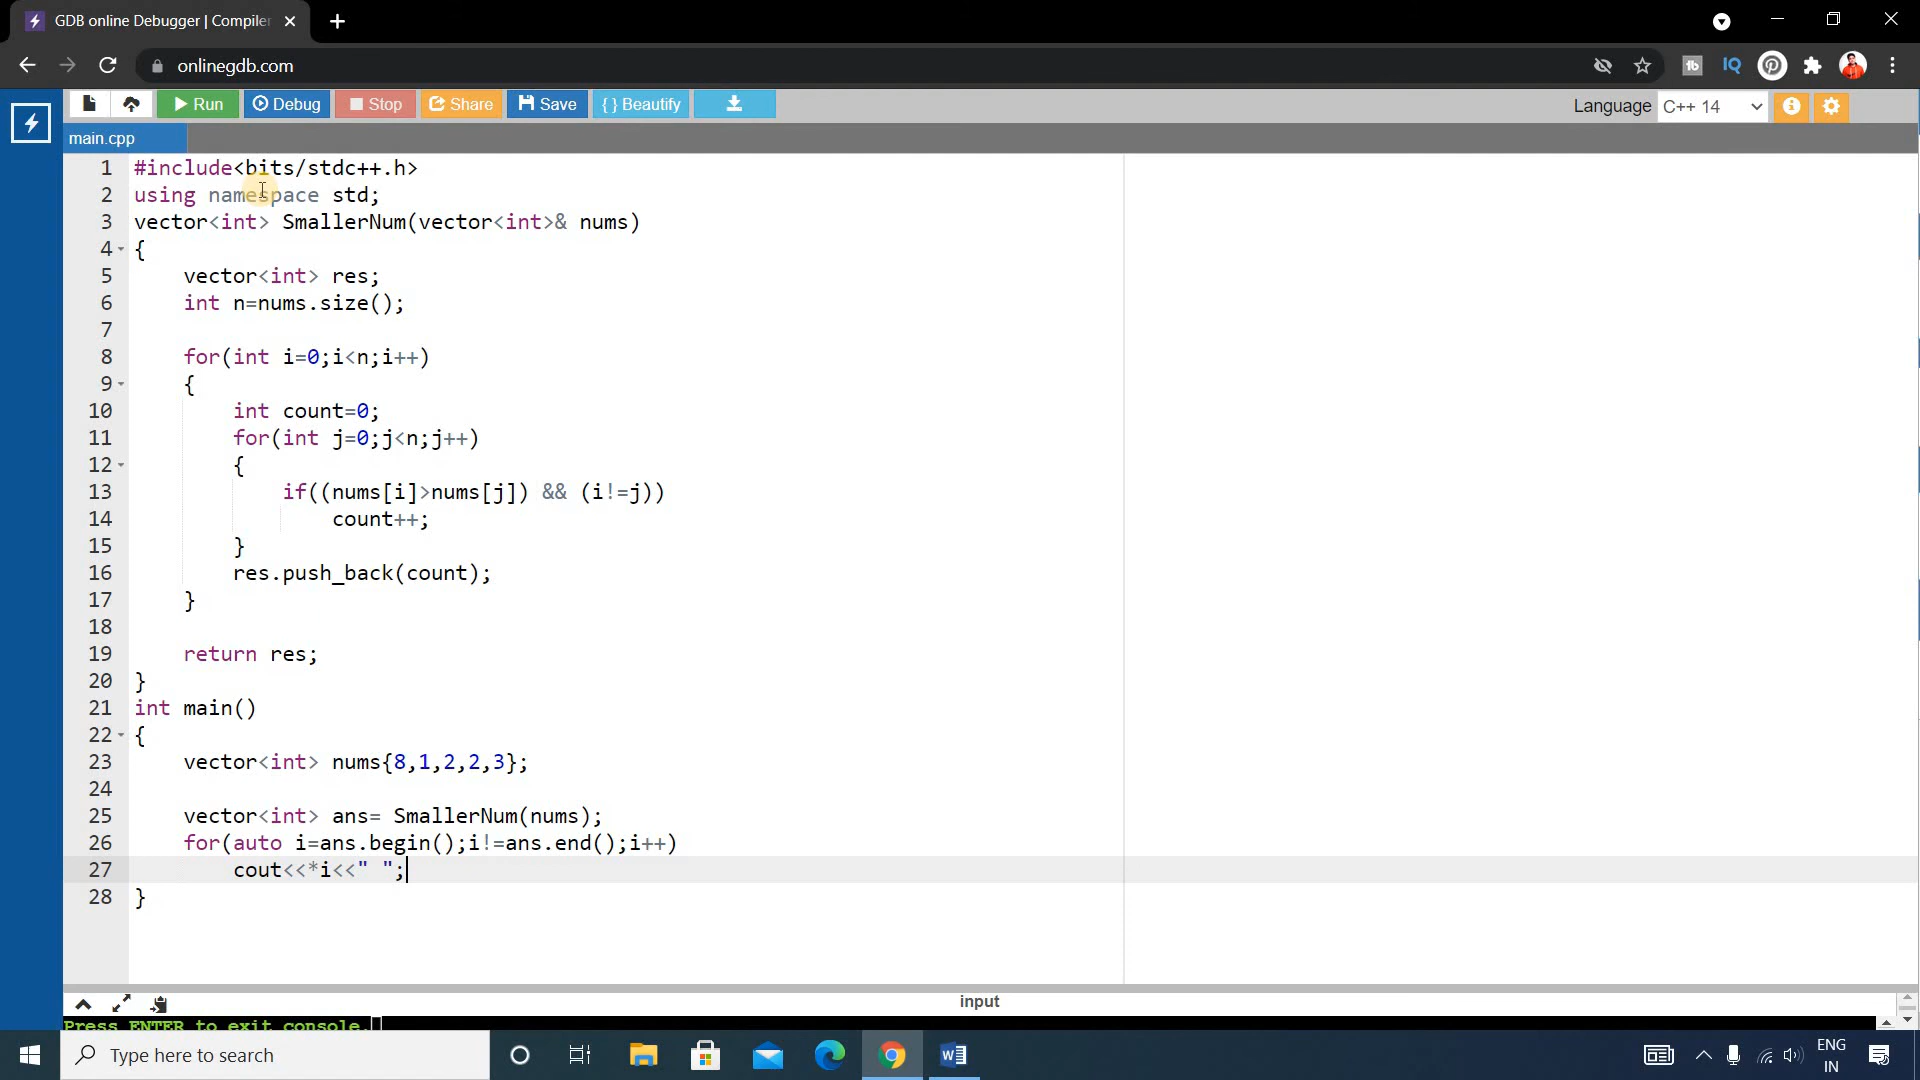 GDB online Debugger | Compiler
onlinegdb.com
Run Debug Stop Share Save { } Beautify Language C++ 14
main.cpp
1 #include<bits/stdc++.h>
2 using namespace std;
3 vector<int> SmallerNum(vector<int>& nums)
4 {
5 vector<int> res;
6 int n=nums.size();
7
8 for(int i=0;i<n;i++)
9 {
10 int count=0;
11 for(int j=0;j<n;j++)
12 {
13 if((nums[i]>nums[j]) && (i!=j))
14 count++;
15 }
16 res.push_back(count);
17 }
18
19 return res;
20 }
21 int main()
22 {
23 vector<int> nums{8,1,2,2,3};
24
25 vector<int> ans= SmallerNum(nums);
26 for(auto i=ans.begin();i!=ans.end();i++)
27 cout<<*i<<" ";
28 }
input
Press ENTER to exit console.
Type here to search
ENG
IN